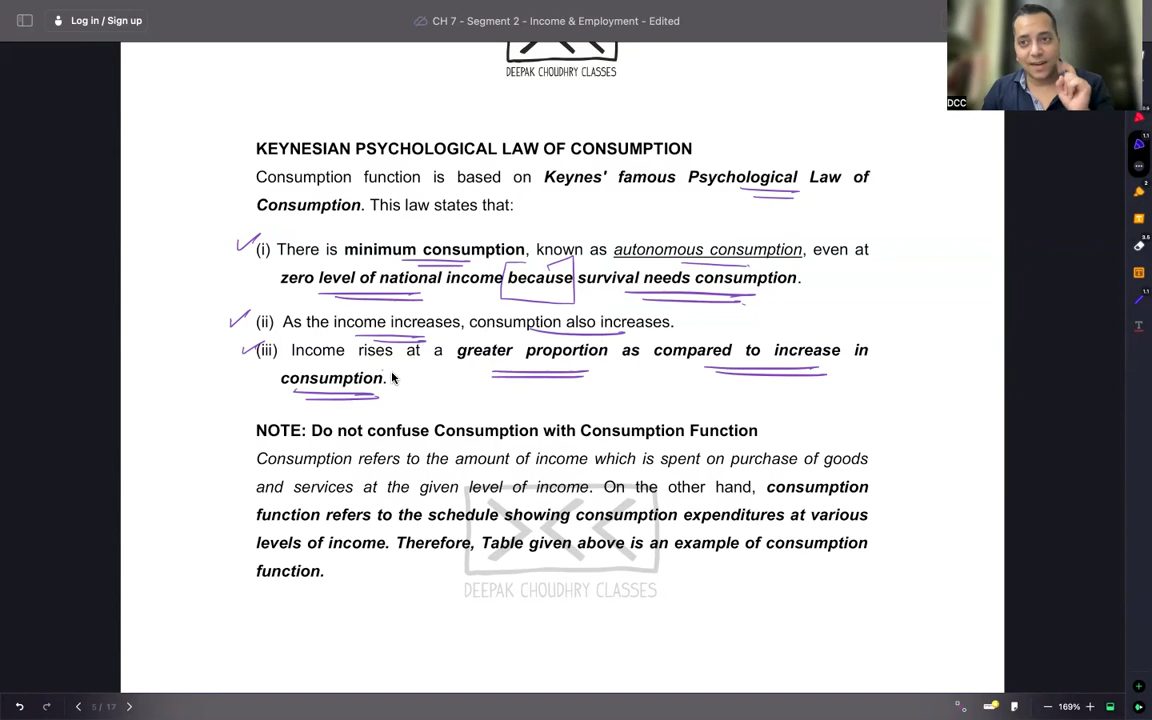 Log in / Sign up
CH 7 - Segment 2 - Income & Employment - Edited
DEEPAK CHOUDHRY CLASSES
DCC
KEYNESIAN PSYCHOLOGICAL LAW OF CONSUMPTION
Consumption function is based on Keynes' famous Psychological Law of
Consumption. This law states that:
(i) There is minimum consumption, known as autonomous consumption, even at
zero level of national income because survival needs consumption.
(ii) As the income increases, consumption also increases.
(iii) Income rises at a greater proportion as compared to increase in
consumption.
NOTE: Do not confuse Consumption with Consumption Function
Consumption refers to the amount of income which is spent on purchase of goods
and services at the given level of income. On the other hand, consumption
function refers to the schedule showing consumption expenditures at various
levels of income. Therefore, Table given above is an example of consumption
function.
DEEPAK CHOUDHRY CLASSES
5 / 17
169%